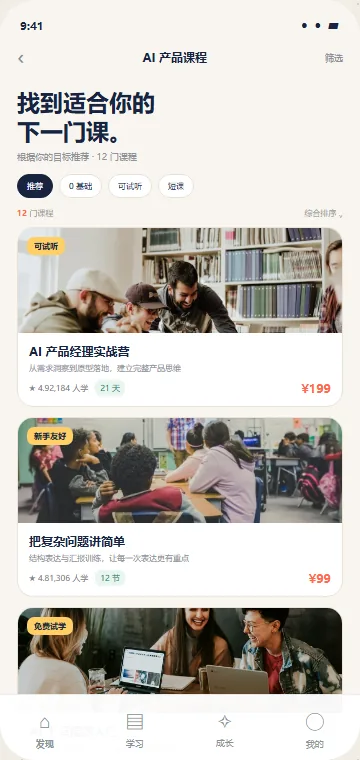 9:41
AI 产品课程
筛选
找到适合你的
下一门课。
根据你的目标推荐 · 12 门课程
推荐
0 基础
可试听
短课
12 门课程
综合排序
可试听
AI 产品经理实战营
从需求洞察到原型落地，建立完整产品思维
★ 4.92,184 人学
21 天
¥199
新手友好
把复杂问题讲简单
结构表达与汇报训练，让每一次表达更有重点
★ 4.81,306 人学
12 节
¥99
免费试学
发现
学习
成长
我的